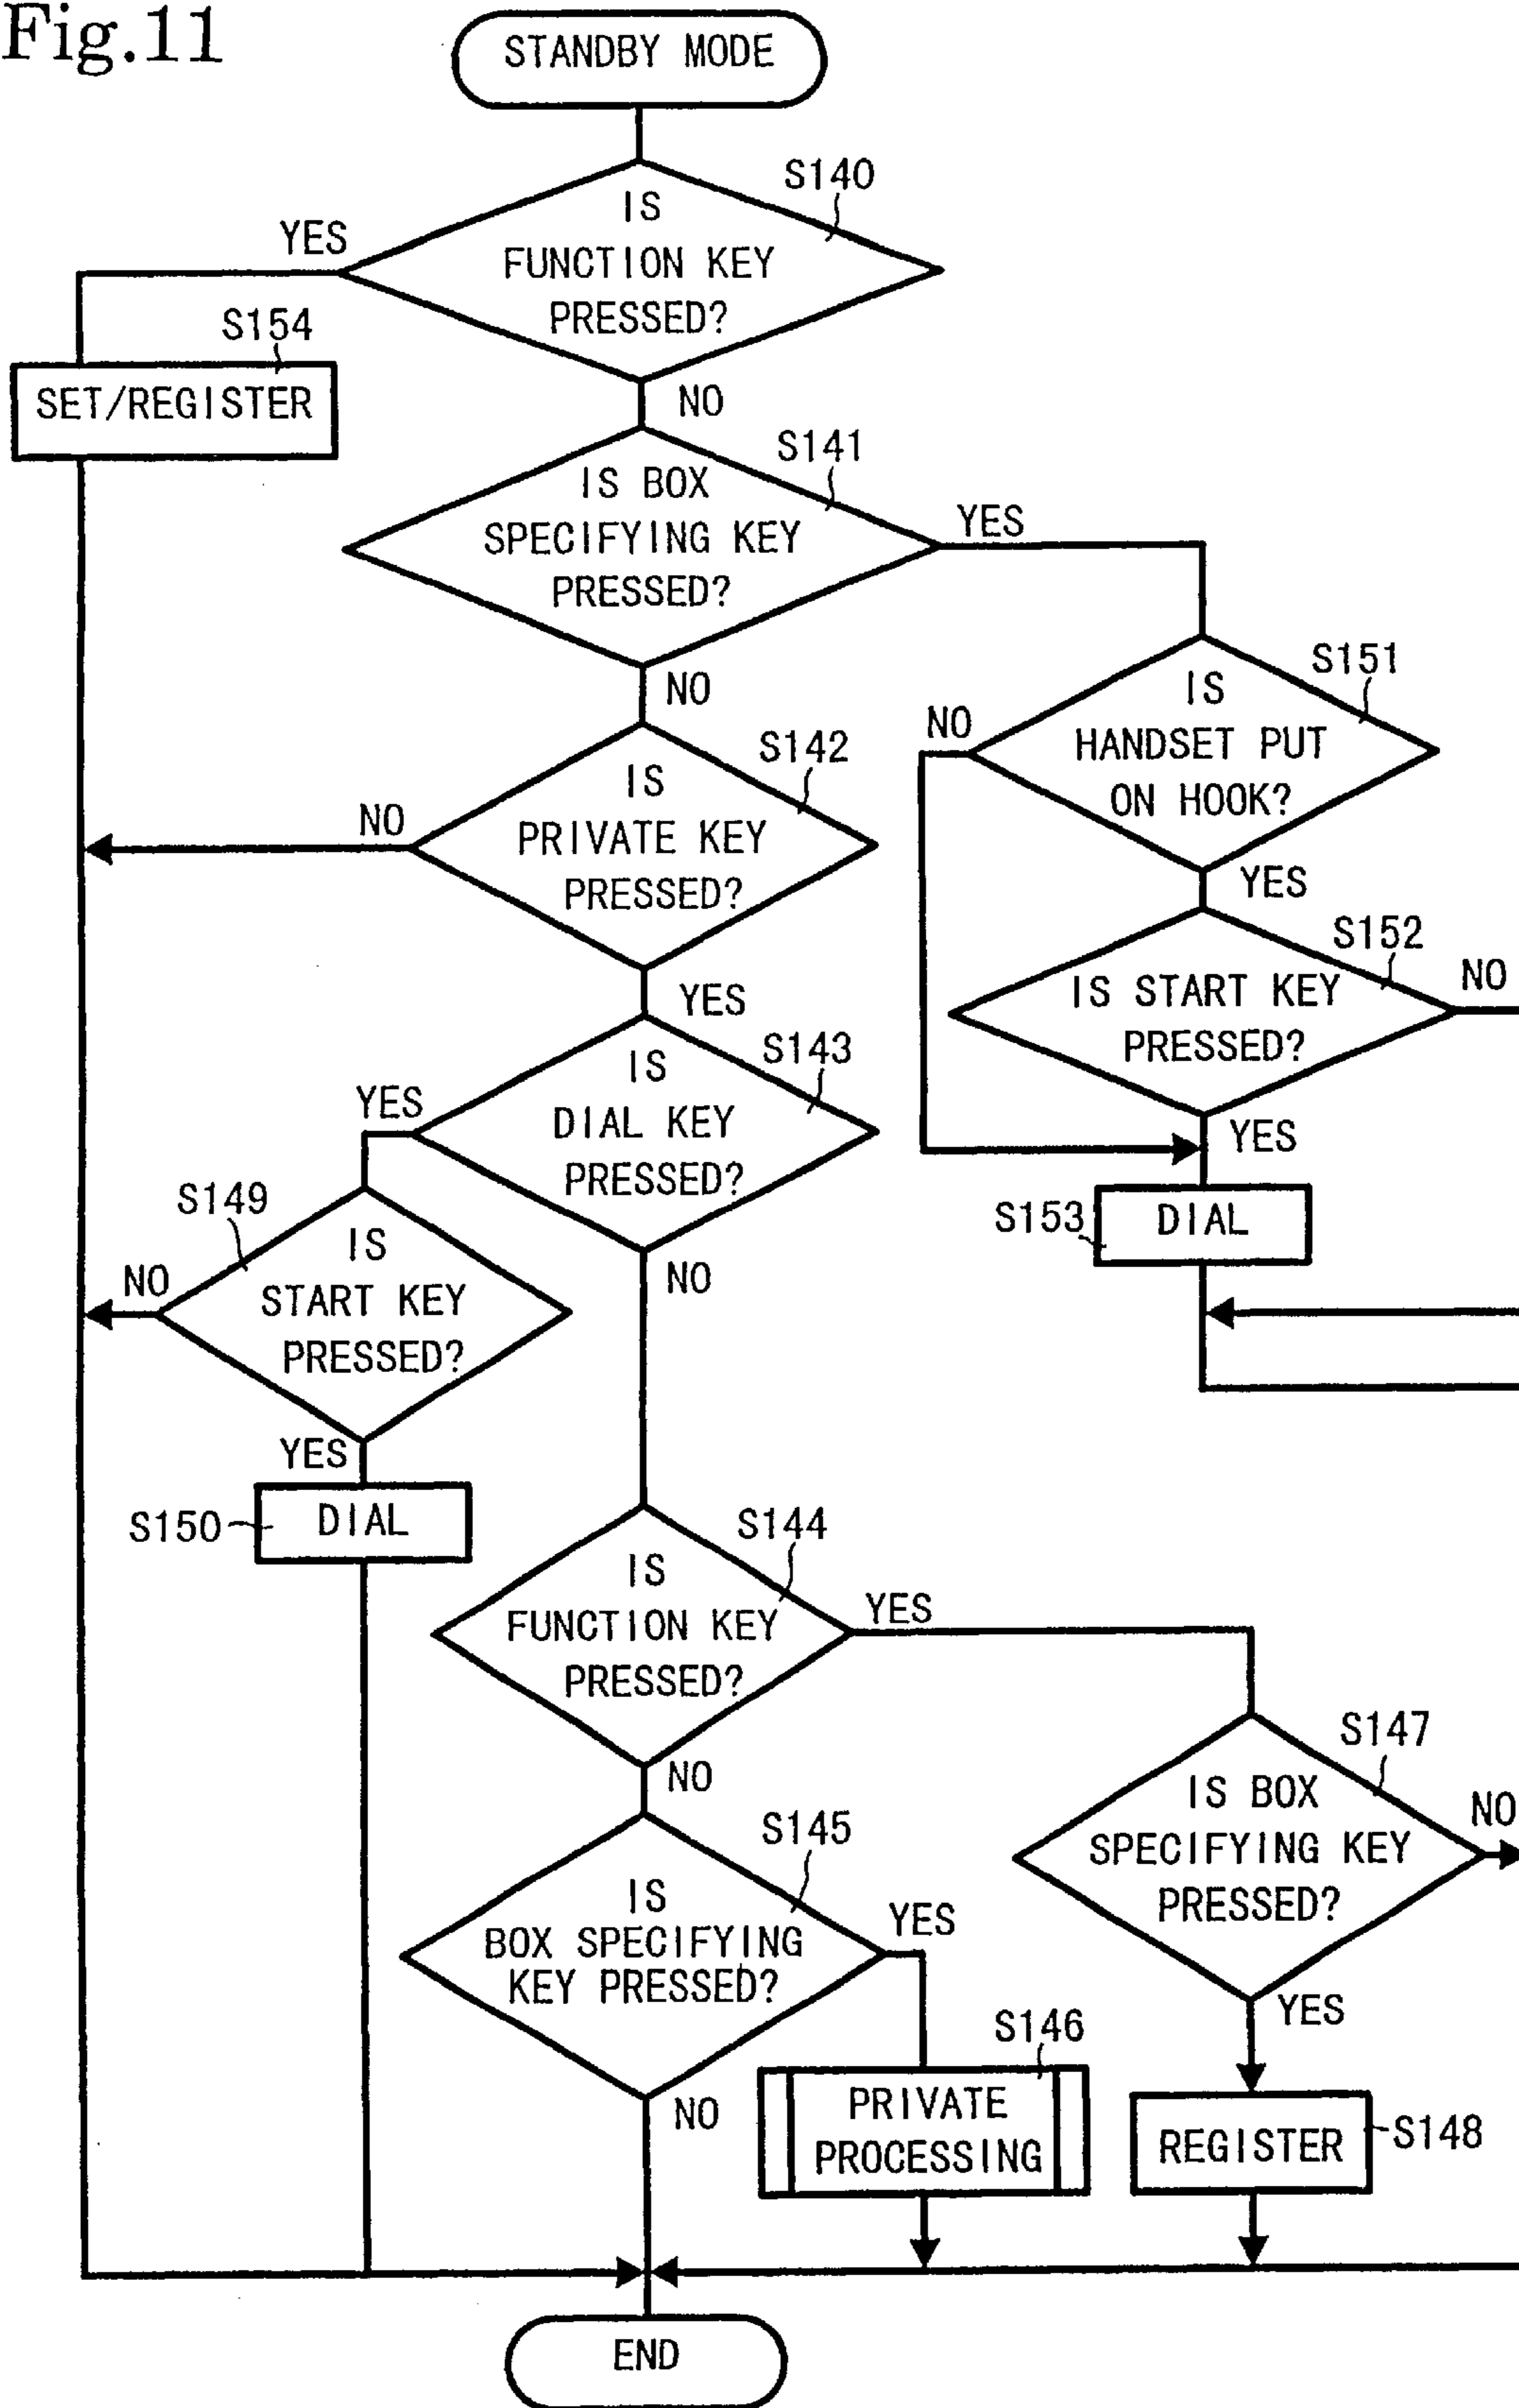 Fig.11
STANDBY MODE
S140
IS
FUNCTION KEY
PRESSED?
YES
NO
S154
SET/REGISTER
S141
IS BOX
SPECIFYING KEY
PRESSED?
YES
NO
S151
IS
HANDSET PUT
ON HOOK?
NO
YES
S142
IS
PRIVATE KEY
PRESSED?
NO
YES
S152
IS START KEY
PRESSED?
NO
YES
S143
IS
DIAL KEY
PRESSED?
YES
NO
S153
DIAL
S149
IS
START KEY
PRESSED?
NO
YES
S150
DIAL
S144
IS
FUNCTION KEY
PRESSED?
YES
NO
S147
IS BOX
SPECIFYING KEY
PRESSED?
NO
YES
S145
IS
BOX SPECIFYING
KEY PRESSED?
YES
NO
S146
PRIVATE
PROCESSING
REGISTER
S148
END